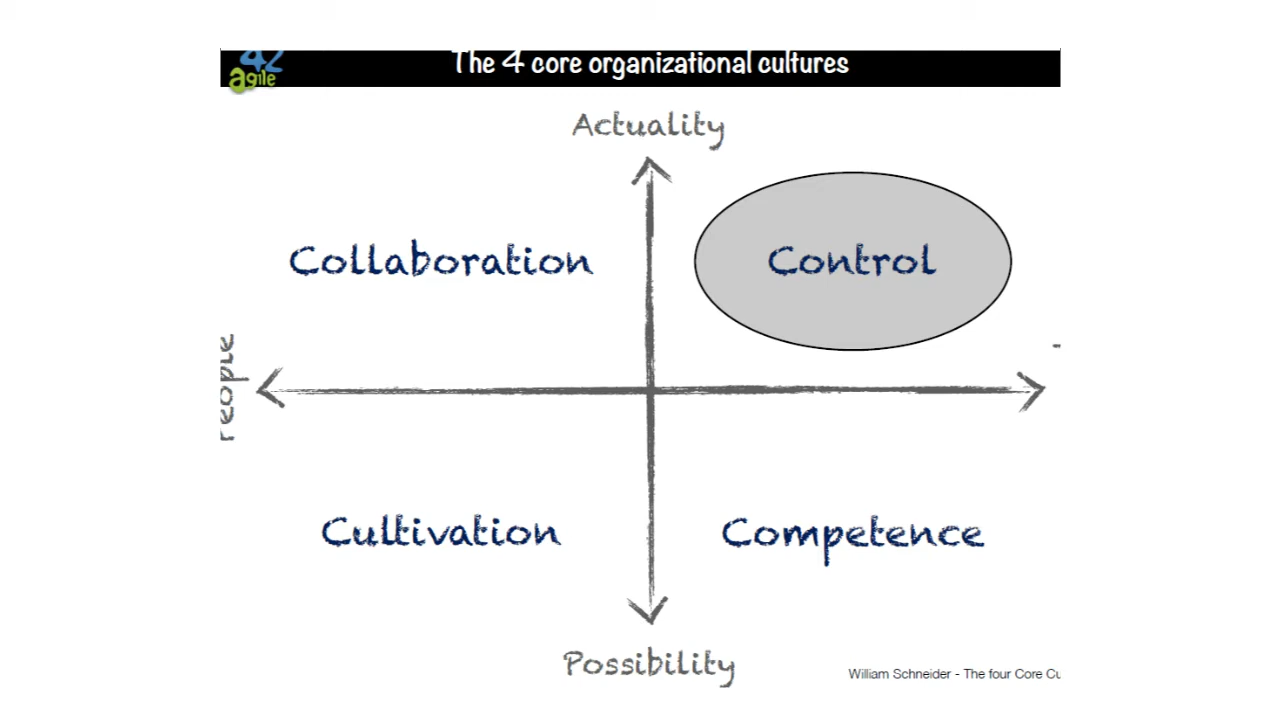 agile
42
The 4 core organizational cultures
Actuality
Collaboration
Control
People
Cultivation
Competence
Possibility
William Schneider - The four Core Cu